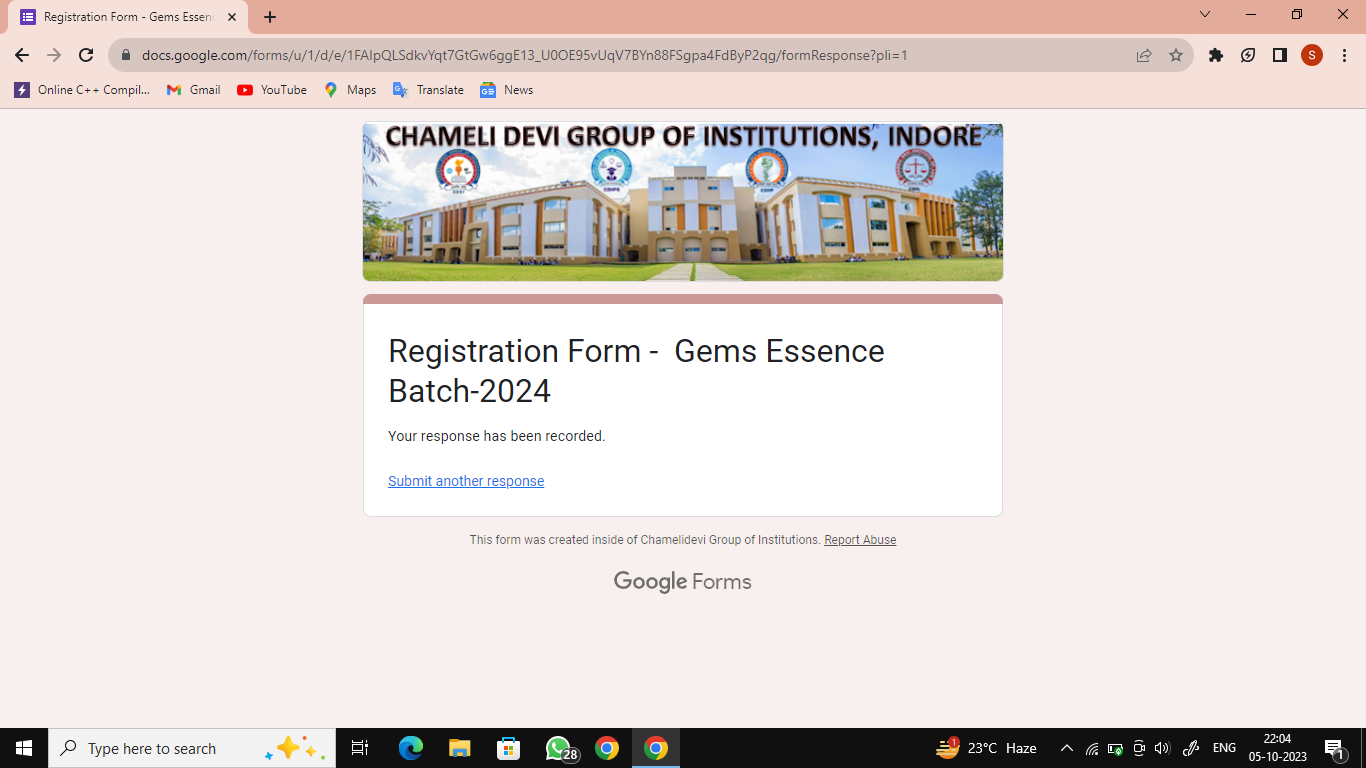 Registration Form - Gems Essen
docs.google.com/forms/u/1/d/e/1FAIpQLSdkvYqt7GtGw6ggE13_U0OE95vUqV7BYn88FSgpa4FdByP2qg/formResponse?pli=1
S
Online C++ Compil... Gmail YouTube Maps Translate News
CHAMELI DEVI GROUP OF INSTITUTIONS, INDORE
Registration Form -  Gems Essence
Batch-2024
Your response has been recorded.
Submit another response
This form was created inside of Chamelidevi Group of Institutions. Report Abuse
Google Forms
Type here to search
28
1
23°C Haze
ENG
22:04
05-10-2023
1